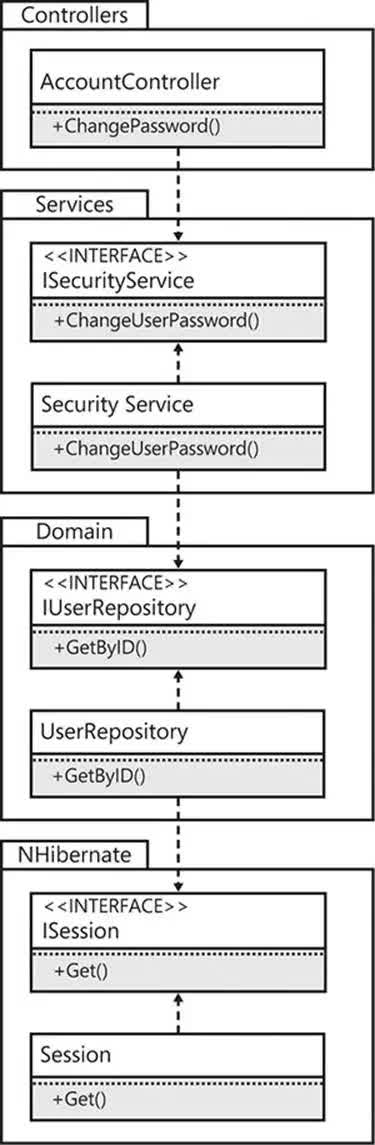 Controllers
AccountController
+ChangePassword()
Services
<<INTERFACE>>
ISecurityService
+ChangeUserPassword()
Security Service
+ChangeUserPassword()
Domain
<<INTERFACE>>
IUserRepository
+GetByID()
UserRepository
+GetByID()
NHibernate
<<INTERFACE>>
ISession
+Get()
Session
+Get()